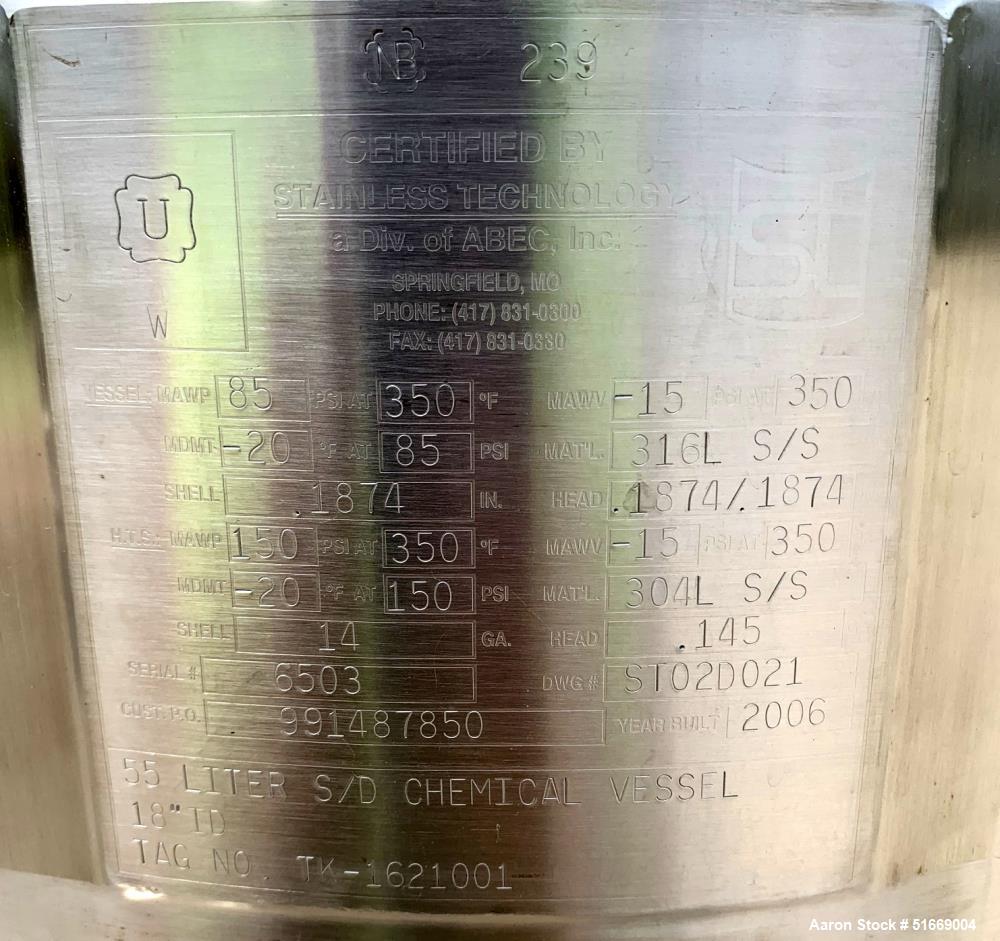 NB 239
CERTIFIED BY
STAINLESS TECHNOLOGY
a Div. of ABEC, Inc.
SPRINGFIELD, MO
PHONE: (417) 831-0300
FAX: (417) 831-0330
U
W
VESSEL: MAWP 85 PSI AT 350 °F MAWV -15 PSI AT 350
MDMT -20 °F AT 85 PSI MAT'L. 316L S/S
SHELL .1874 IN. HEAD .1874/.1874
H.T.S.: MAWP 150 PSI AT 350 °F MAWV -15 PSI AT 350
MDMT -20 °F AT 150 PSI MAT'L. 304L S/S
SHELL 14 GA. HEAD .145
SERIAL # 6503 DWG # ST02D021
CUST. P.O. 991487850 YEAR BUILT 2006
55 LITER S/D CHEMICAL VESSEL
18" ID
TAG NO. TK-1621001
Aaron Stock # 51669004